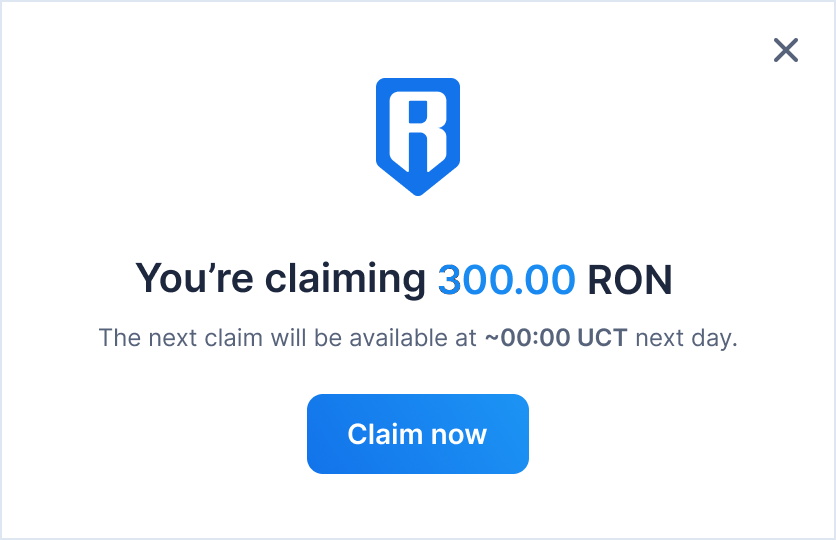 You’re claiming 300.00 RON
The next claim will be available at ~00:00 UCT next day.
Claim now